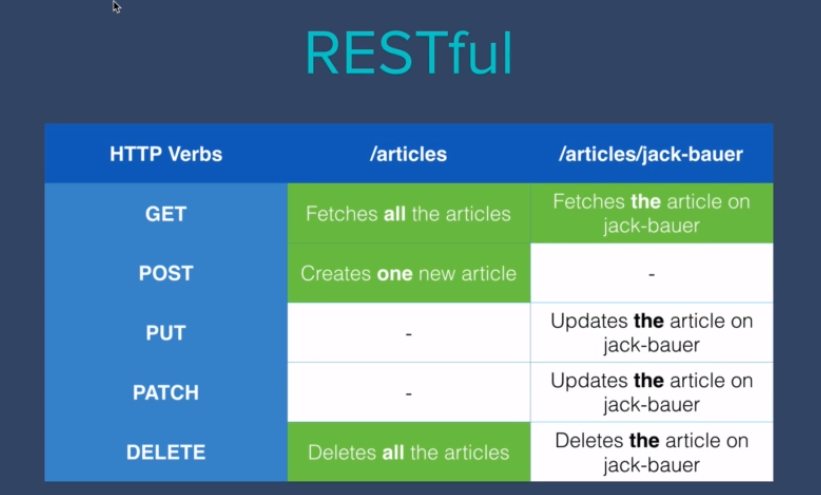 RESTful
HTTP Verbs
/articles
/articles/jack-bauer
GET
Fetches all the articles
Fetches the article on
jack-bauer
POST
Creates one new article
-
PUT
-
Updates the article on
jack-bauer
PATCH
-
Updates the article on
jack-bauer
DELETE
Deletes all the articles
Deletes the article on
jack-bauer